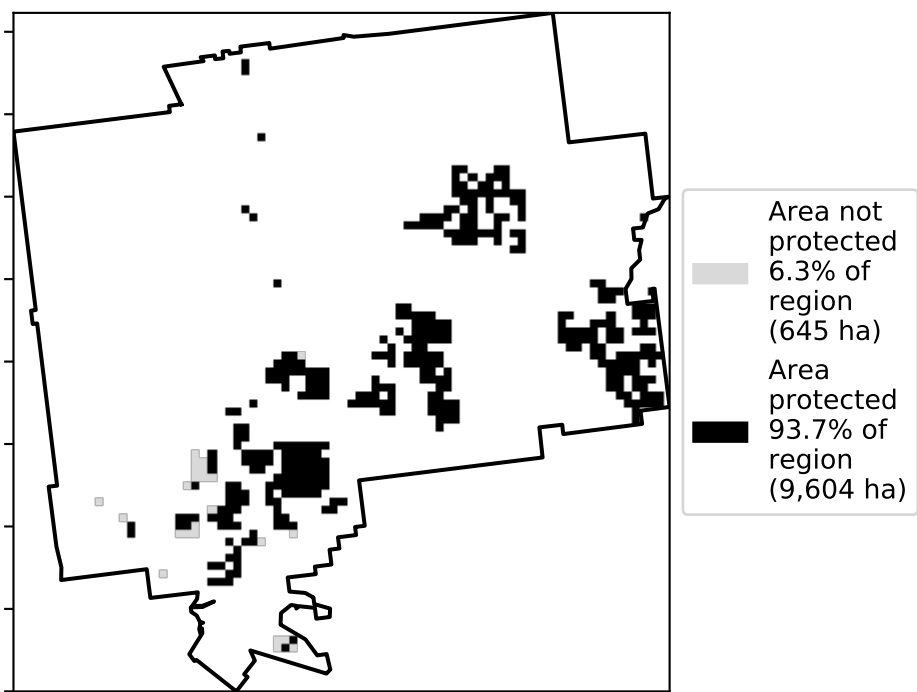 Area not
protected
6.3% of
region
(645 ha)
Area
protected
93.7% of
region
(9,604 ha)